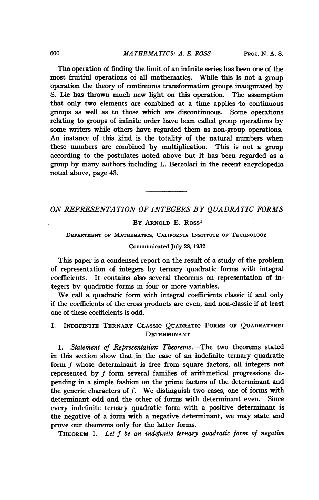 600 MATHEMATICS: A. E. ROSS PROC. N. A. S.
The operation of finding the limit of an infinite series has been one of the
most fruitful operations of all mathematics. While this is not a group
operation the theory of continuous transformation groups inaugurated by
S. Lie has thrown much new light on this operation. The assumption
that only two elements are combined at a time applies to continuous
groups as well as to those which are discontinuous. Some operations
relating to groups of infinite order have been called group operations by
some writers while others have regarded them as non-group operations.
An instance of this kind is the totality of the natural numbers when
these numbers are combined by multiplication. This is not a group
according to the postulates noted above but it has been regarded as a
group by many authors including L. Berzolari in the recent encyclopedia
noted above, page 43.
ON REPRESENTATION OF INTEGERS BY QUADRATIC FORMS
BY ARNOLD E. ROSS¹
DEPARTMENT OF MATHEMATICS, CALIFORNIA INSTITUTE OF TECHNOLOGY
Communicated July 23, 1932
This paper is a condensed report on the result of a study of the problem
of representation of integers by ternary quadratic forms with integral
coefficients. It contains also several theorems on representation of in-
tegers by quadratic forms in four or more variables.
We call a quadratic form with integral coefficients classic if and only
if the coefficients of the cross products are even, and non-classic if at least
one of these coefficients is odd.
I. INDEFINITE TERNARY CLASSIC QUADRATIC FORMS OF QUADRATFREI
DETERMINANT
1. Statement of Representation Theorems.—The two theorems stated
in this section show that in the case of an indefinite ternary quadratic
form f whose determinant is free from square factors, all integers not
represented by f form several families of arithmetical progressions de-
pending in a simple fashion on the prime factors of the determinant and
the generic characters of f. We distinguish two cases, one of forms with
determinant odd and the other of forms with determinant even. Since
every indefinite ternary quadratic form with a positive determinant is
the negative of a form with a negative determinant, we may state and
prove our theorems only for the latter forms.
THEOREM 1. Let f be an indefinite ternary quadratic form of negative